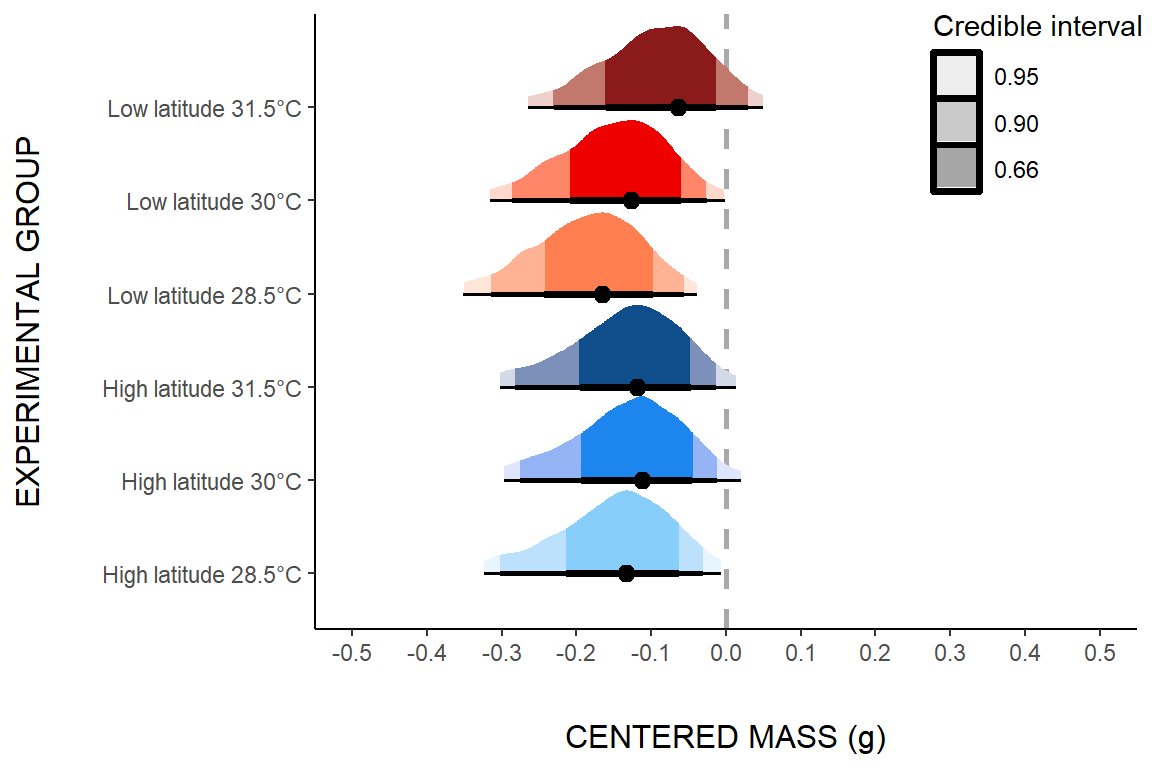 Credible interval
0.95
0.90
0.66
EXPERIMENTAL GROUP
Low latitude 31.5°C
Low latitude 30°C
Low latitude 28.5°C
High latitude 31.5°C
High latitude 30°C
High latitude 28.5°C
-0.5 -0.4 -0.3 -0.2 -0.1 0.0 0.1 0.2 0.3 0.4 0.5
CENTERED MASS (g)